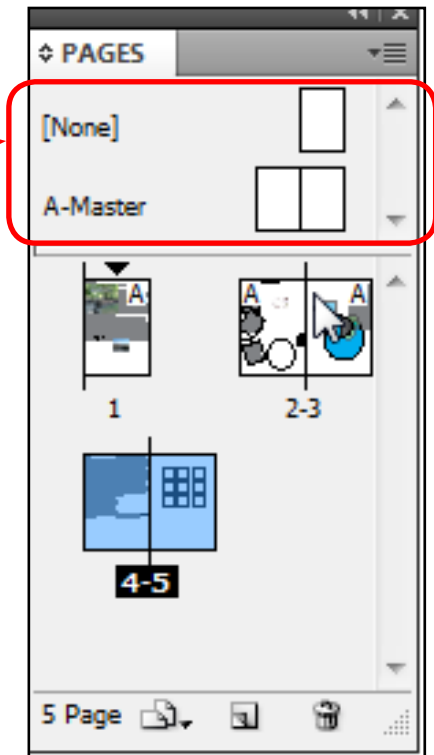 PAGES
[None]
A-Master
A
A A
1 2-3
4-5
5 Page